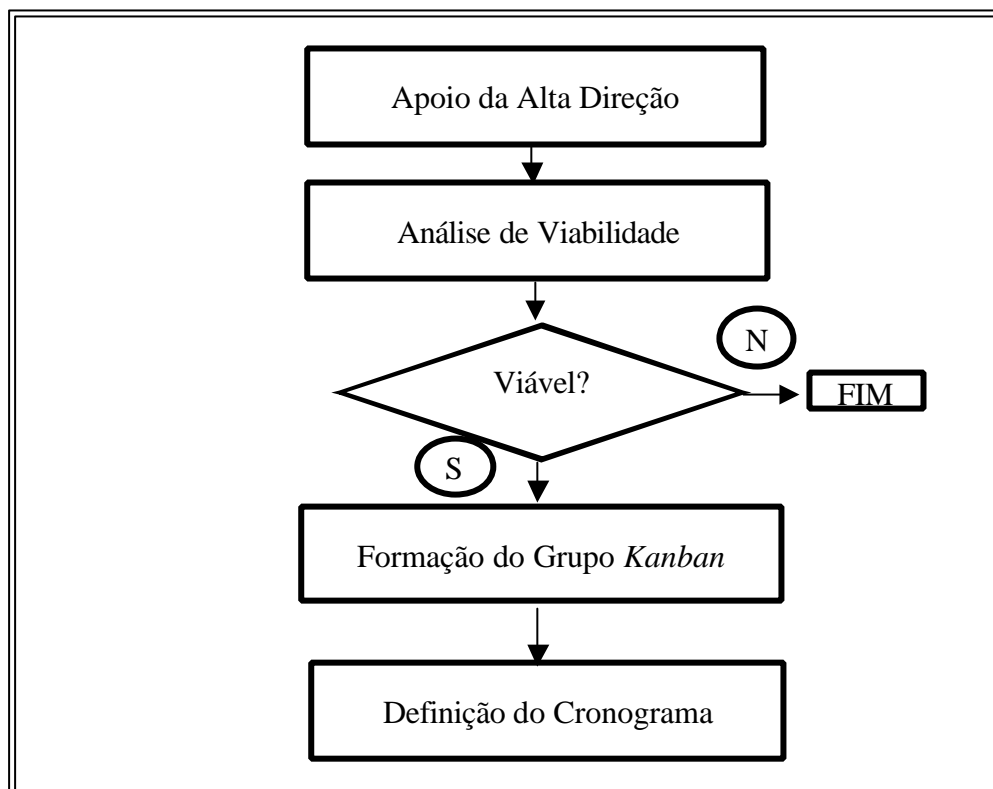 Apoio da Alta Direção
Análise de Viabilidade
N
Viável?
FIM
S
Formação do Grupo Kanban
Definição do Cronograma